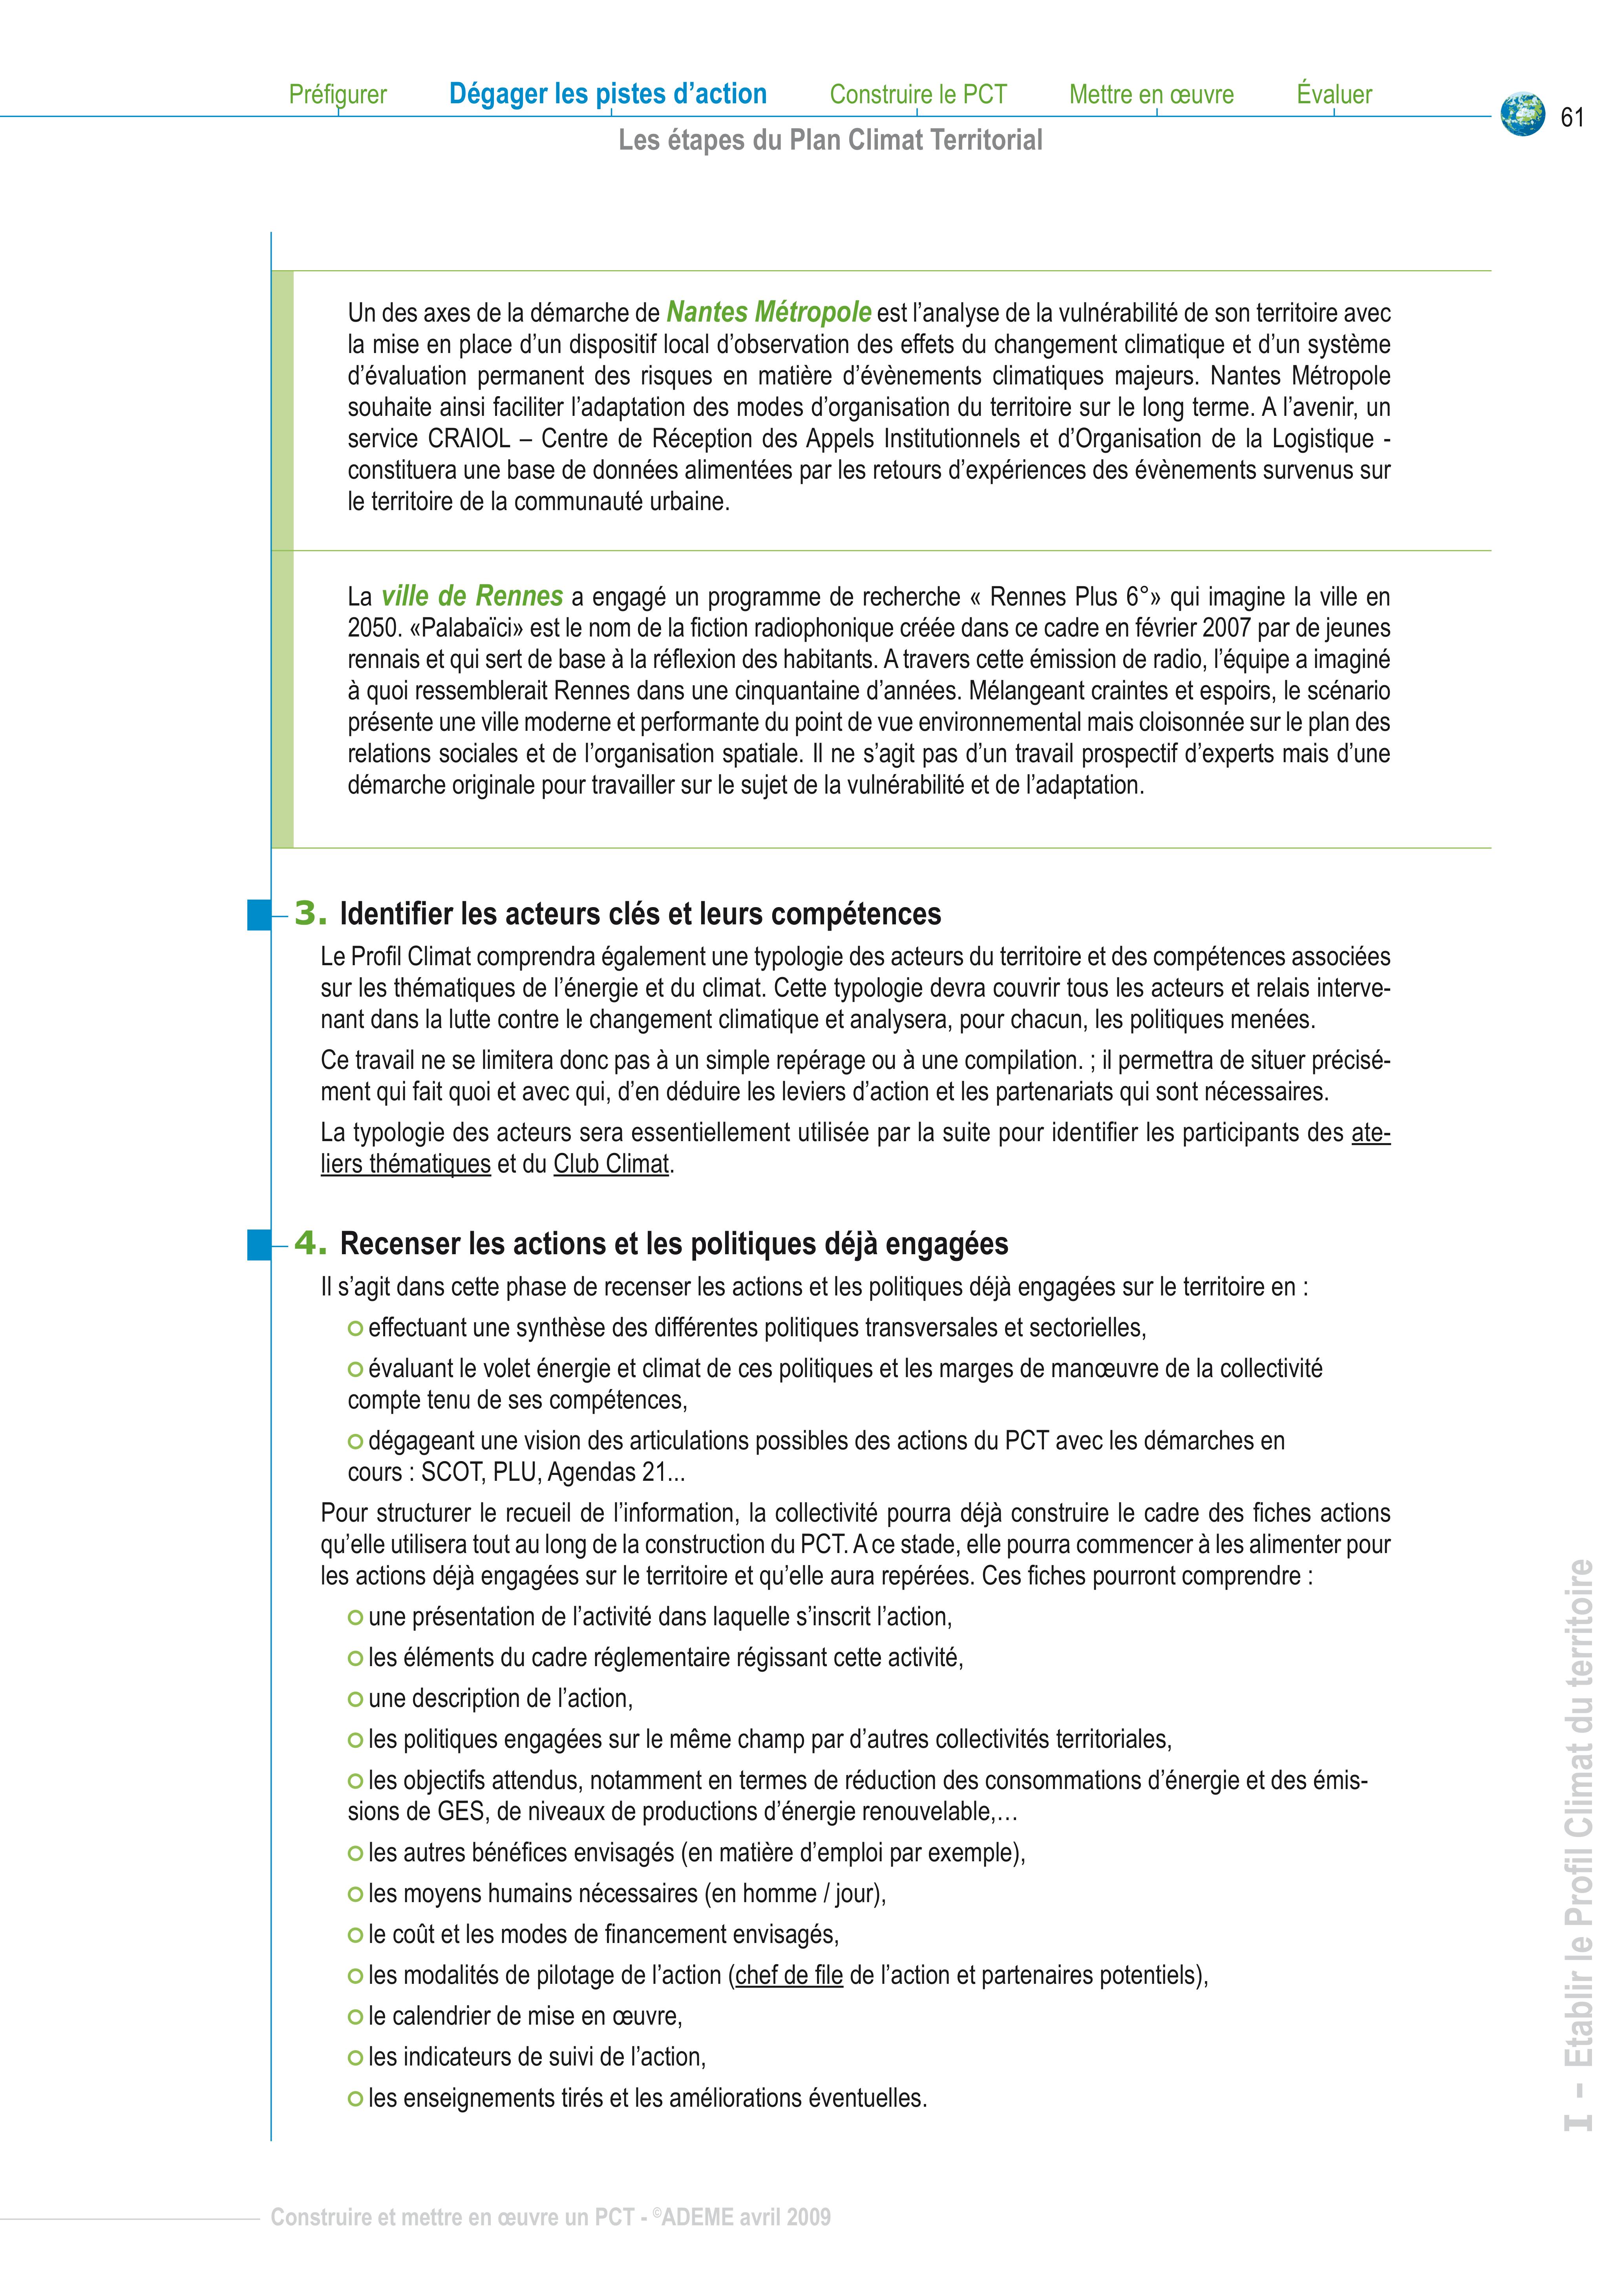 Préfigurer Dégager les pistes d’action Construire le PCT Mettre en œuvre Évaluer
61
Les étapes du Plan Climat Territorial
Un des axes de la démarche de Nantes Métropole est l’analyse de la vulnérabilité de son territoire avec
la mise en place d’un dispositif local d’observation des effets du changement climatique et d’un système
d’évaluation permanent des risques en matière d’évènements climatiques majeurs. Nantes Métropole
souhaite ainsi faciliter l’adaptation des modes d’organisation du territoire sur le long terme. A l’avenir, un
service CRAIOL – Centre de Réception des Appels Institutionnels et d’Organisation de la Logistique -
constituera une base de données alimentées par les retours d’expériences des évènements survenus sur
le territoire de la communauté urbaine.
La ville de Rennes a engagé un programme de recherche « Rennes Plus 6°» qui imagine la ville en
2050. «Palabaïci» est le nom de la fiction radiophonique créée dans ce cadre en février 2007 par de jeunes
rennais et qui sert de base à la réflexion des habitants. A travers cette émission de radio, l’équipe a imaginé
à quoi ressemblerait Rennes dans une cinquantaine d’années. Mélangeant craintes et espoirs, le scénario
présente une ville moderne et performante du point de vue environnemental mais cloisonnée sur le plan des
relations sociales et de l’organisation spatiale. Il ne s’agit pas d’un travail prospectif d’experts mais d’une
démarche originale pour travailler sur le sujet de la vulnérabilité et de l’adaptation.
3. Identifier les acteurs clés et leurs compétences
Le Profil Climat comprendra également une typologie des acteurs du territoire et des compétences associées
sur les thématiques de l’énergie et du climat. Cette typologie devra couvrir tous les acteurs et relais interve-
nant dans la lutte contre le changement climatique et analysera, pour chacun, les politiques menées.
Ce travail ne se limitera donc pas à un simple repérage ou à une compilation. ; il permettra de situer précisé-
ment qui fait quoi et avec qui, d’en déduire les leviers d’action et les partenariats qui sont nécessaires.
La typologie des acteurs sera essentiellement utilisée par la suite pour identifier les participants des ate-
liers thématiques et du Club Climat.
4. Recenser les actions et les politiques déjà engagées
Il s’agit dans cette phase de recenser les actions et les politiques déjà engagées sur le territoire en :
effectuant une synthèse des différentes politiques transversales et sectorielles,
évaluant le volet énergie et climat de ces politiques et les marges de manœuvre de la collectivité
compte tenu de ses compétences,
dégageant une vision des articulations possibles des actions du PCT avec les démarches en
cours : SCOT, PLU, Agendas 21...
Pour structurer le recueil de l’information, la collectivité pourra déjà construire le cadre des fiches actions
qu’elle utilisera tout au long de la construction du PCT. A ce stade, elle pourra commencer à les alimenter pour
les actions déjà engagées sur le territoire et qu’elle aura repérées. Ces fiches pourront comprendre :
une présentation de l’activité dans laquelle s’inscrit l’action,
les éléments du cadre réglementaire régissant cette activité,
une description de l’action,
les politiques engagées sur le même champ par d’autres collectivités territoriales,
les objectifs attendus, notamment en termes de réduction des consommations d’énergie et des émis-
sions de GES, de niveaux de productions d’énergie renouvelable,…
les autres bénéfices envisagés (en matière d’emploi par exemple),
les moyens humains nécessaires (en homme / jour),
le coût et les modes de financement envisagés,
les modalités de pilotage de l’action (chef de file de l’action et partenaires potentiels),
le calendrier de mise en œuvre,
les indicateurs de suivi de l’action,
les enseignements tirés et les améliorations éventuelles.
I - Etablir le Profil Climat du territoire
Construire et mettre en œuvre un PCT - ©ADEME avril 2009